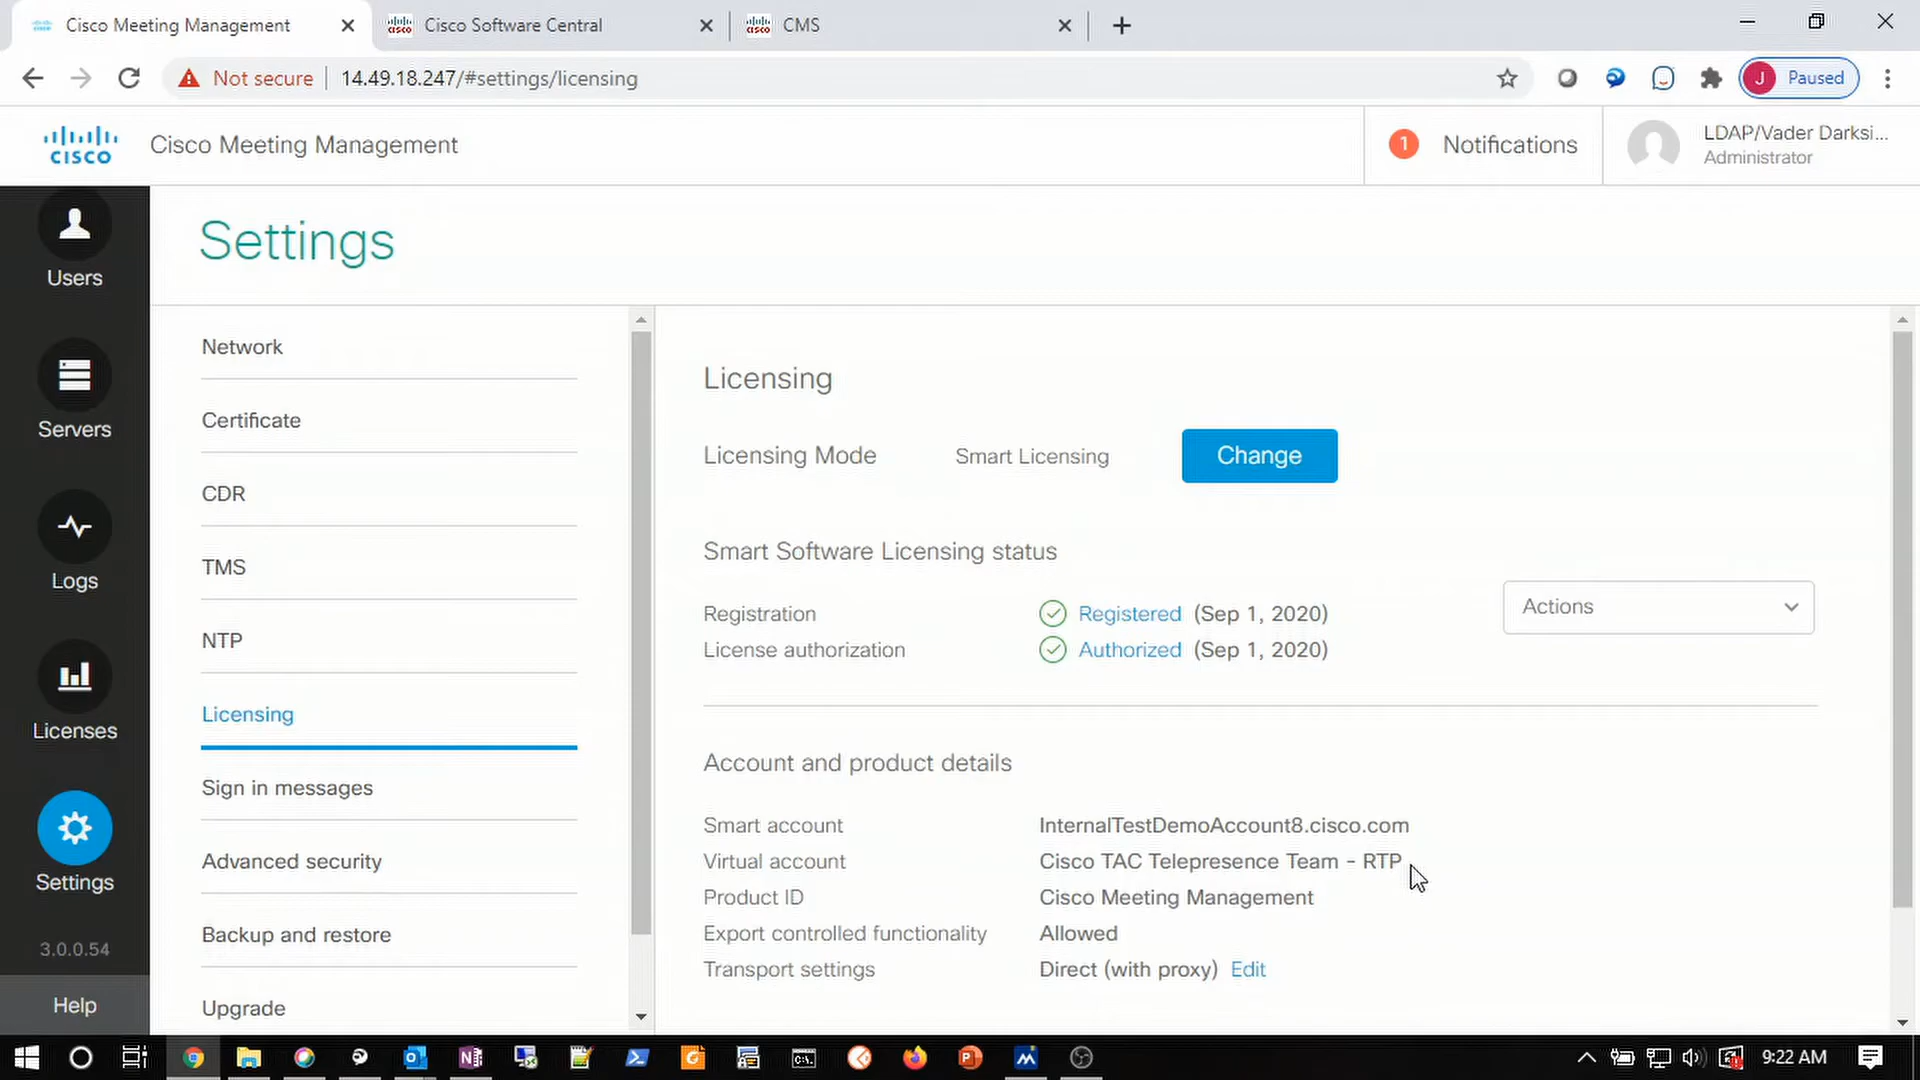 Cisco Meeting Management
Cisco Software Central
CMS
Not secure
14.49.18.247/#settings/licensing
J
Paused
CISCO
Cisco Meeting Management
1
Notifications
LDAP/Vader Darksi...
Administrator
Users
Servers
Logs
Licenses
Settings
3.0.0.54
Help
Settings
Network
Certificate
CDR
TMS
NTP
Licensing
Sign in messages
Advanced security
Backup and restore
Upgrade
Licensing
Licensing Mode Smart Licensing Change
Smart Software Licensing status
Registration Registered (Sep 1, 2020)
License authorization Authorized (Sep 1, 2020)
Actions
Account and product details
Smart account InternalTestDemoAccount8.cisco.com
Virtual account Cisco TAC Telepresence Team - RTP
Product ID Cisco Meeting Management
Export controlled functionality Allowed
Transport settings Direct (with proxy) Edit
9:22 AM